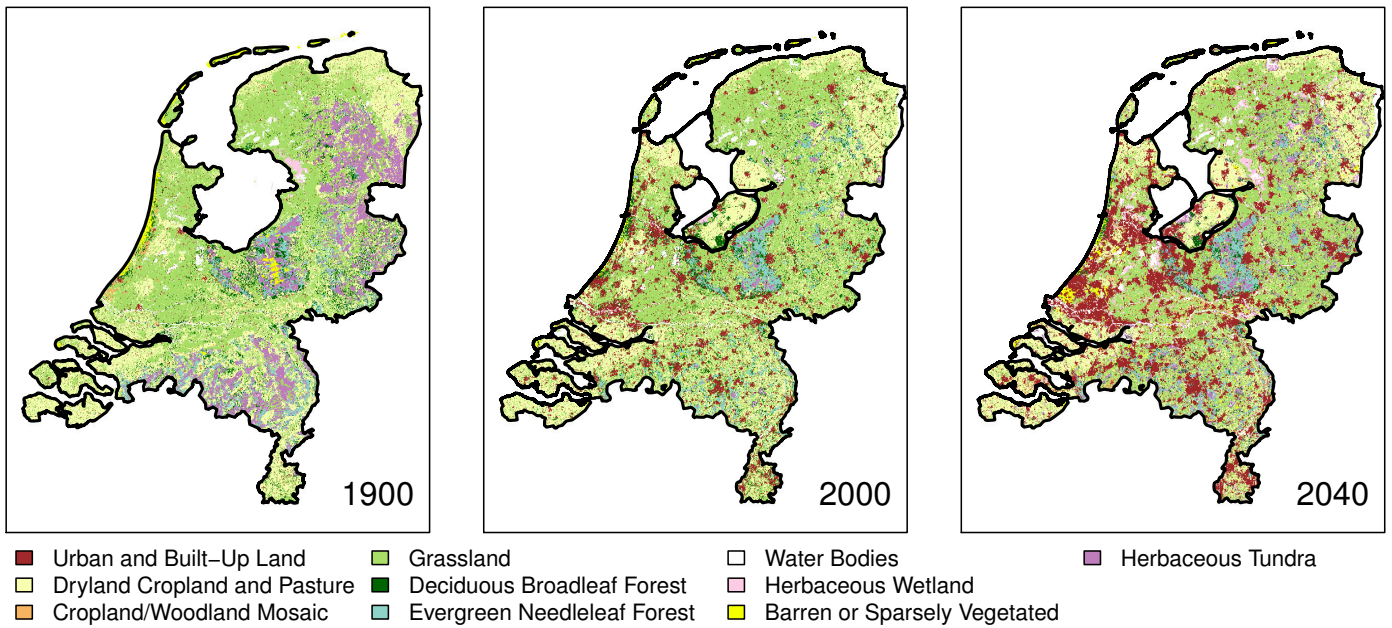 1900 2000 2040
Urban and Built−Up Land Grassland Water Bodies Herbaceous Tundra
Dryland Cropland and Pasture Deciduous Broadleaf Forest Herbaceous Wetland
Cropland/Woodland Mosaic Evergreen Needleleaf Forest Barren or Sparsely Vegetated